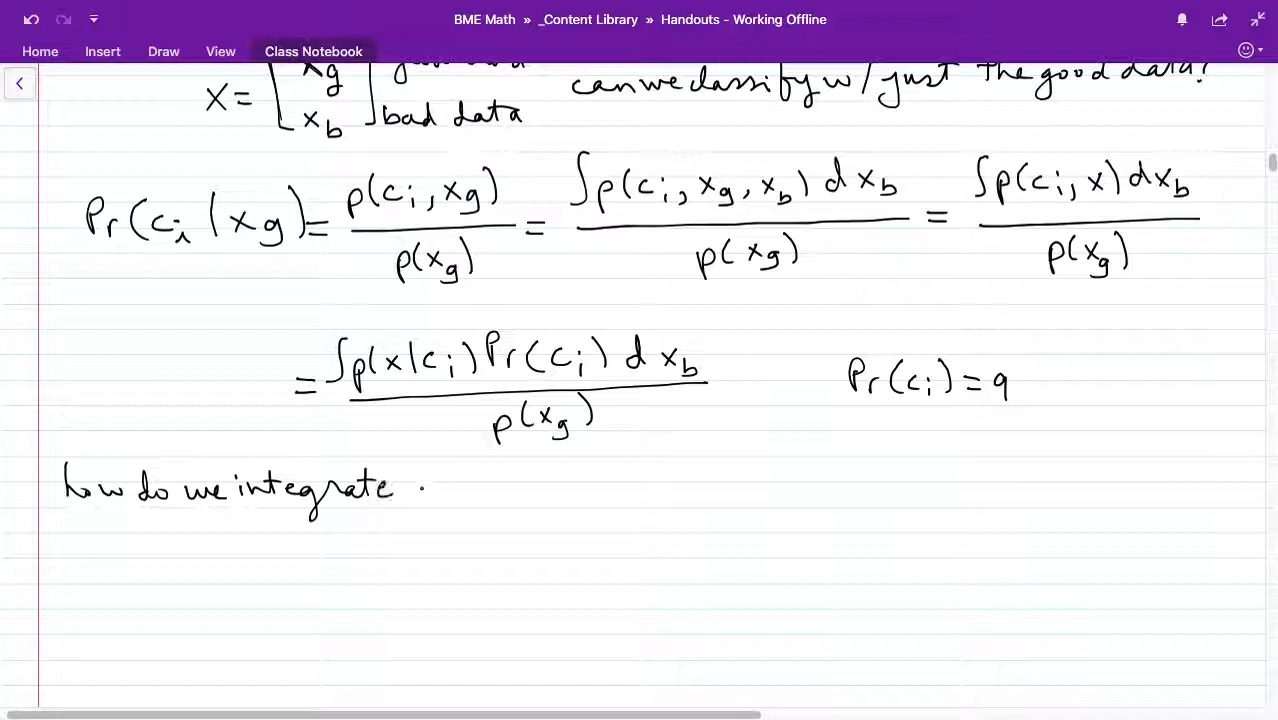 BME Math » _Content Library » Handouts - Working Offline
Home Insert Draw View Class Notebook
can we classify w/ just the good data?
X = [ xg
xb ] bad data
Pr(ci | xg) = p(ci, xg) / p(xg) = ∫p(ci, xg, xb) d xb / p(xg) = ∫p(ci, x) dxb / p(xg)
= ∫p(x|ci) Pr(ci) d xb / p(xg) Pr(ci) = q
how do we integrate